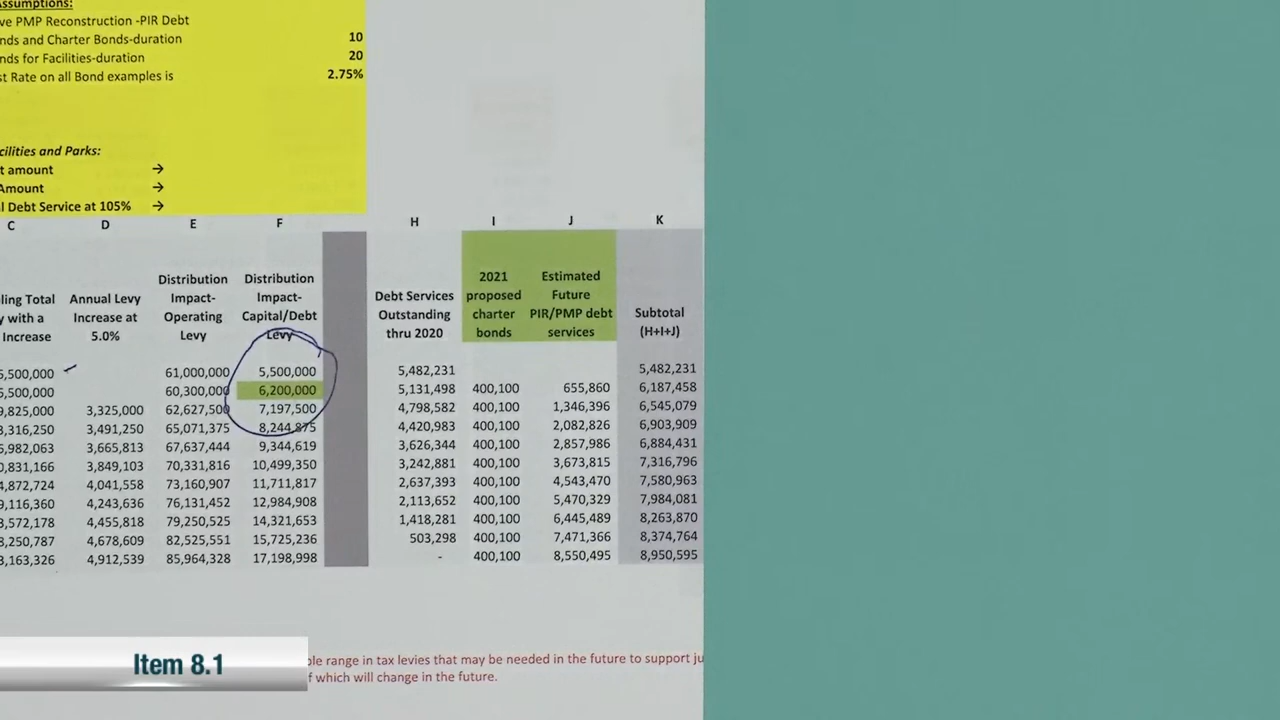 Assumptions:
ve PMP Reconstruction -PIR Debt
nds and Charter Bonds-duration 10
nds for Facilities-duration 20
st Rate on all Bond examples is 2.75%
cilities and Parks:
t amount →
Amount →
l Debt Service at 105% →
C D E F H I J K
ling Total y with a Increase
Annual Levy Increase at 5.0%
Distribution Impact- Operating Levy
Distribution Impact- Capital/Debt Levy
Debt Services Outstanding thru 2020
2021 proposed charter bonds
Estimated Future PIR/PMP debt services
Subtotal (H+I+J)
5,500,000 61,000,000 5,500,000 5,482,231 5,482,231
5,500,000 60,300,000 6,200,000 5,131,498 400,100 655,860 6,187,458
9,825,000 3,325,000 62,627,500 7,197,500 4,798,582 400,100 1,346,396 6,545,079
3,316,250 3,491,250 65,071,375 8,244,875 4,420,983 400,100 2,082,826 6,903,909
5,982,063 3,665,813 67,637,444 9,344,619 3,626,344 400,100 2,857,986 6,884,431
0,831,166 3,849,103 70,331,816 10,499,350 3,242,881 400,100 3,673,815 7,316,796
4,872,724 4,041,558 73,160,907 11,711,817 2,637,393 400,100 4,543,470 7,580,963
9,116,360 4,243,636 76,131,452 12,984,908 2,113,652 400,100 5,470,329 7,984,081
3,572,178 4,455,818 79,250,525 14,321,653 1,418,281 400,100 6,445,489 8,263,870
8,250,787 4,678,609 82,525,551 15,725,236 503,298 400,100 7,471,366 8,374,764
3,163,326 4,912,539 85,964,328 17,198,998 - 400,100 8,550,495 8,950,595
ble range in tax levies that may be needed in the future to support ju
f which will change in the future.
Item 8.1